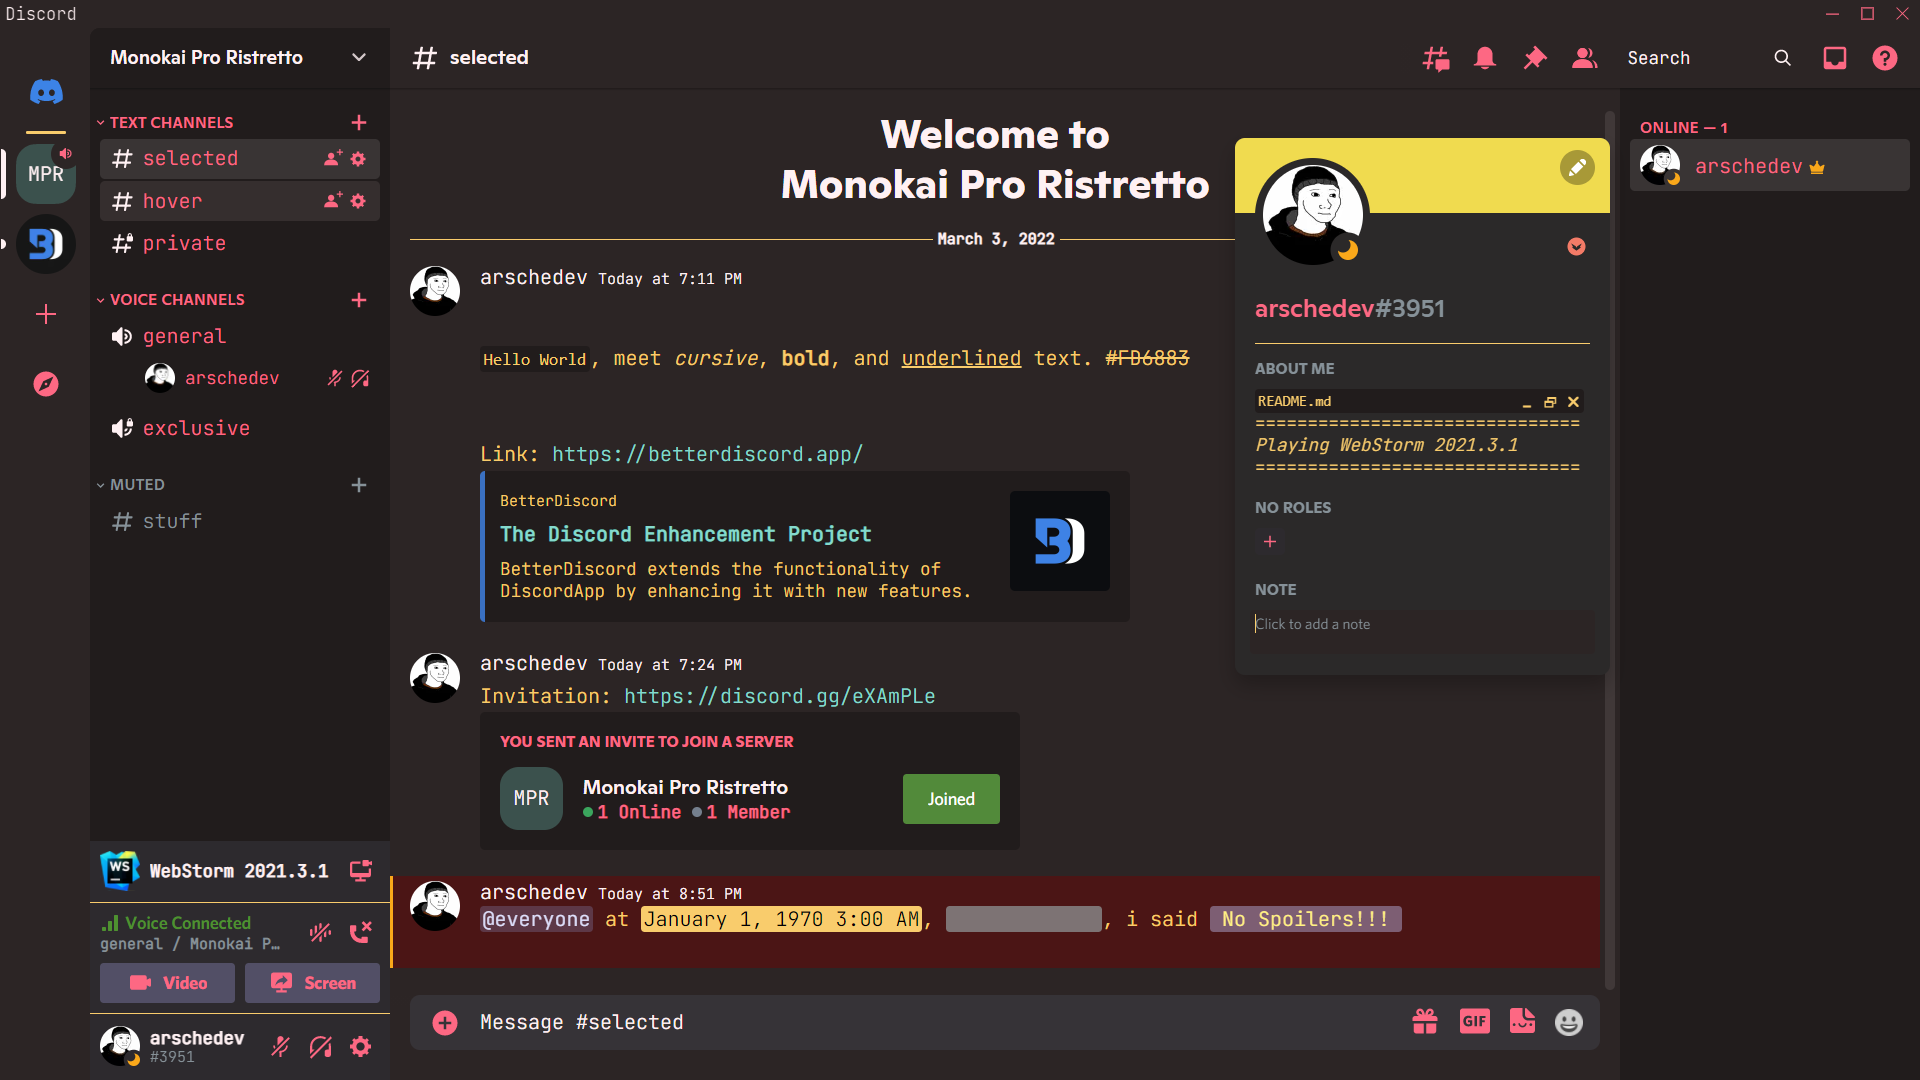 Discord
MPR
Monokai Pro Ristretto
TEXT CHANNELS
selected
hover
private
VOICE CHANNELS
general
arschedev
exclusive
MUTED
stuff
WS
WebStorm 2021.3.1
Voice Connected
general / Monokai P…
Video
Screen
arschedev
#3951
selected
Search
Welcome to
Monokai Pro Ristretto
March 3, 2022
arschedev Today at 7:11 PM
Hello World, meet cursive, bold, and underlined text. #FD6883
Link: https://betterdiscord.app/
BetterDiscord
The Discord Enhancement Project
BetterDiscord extends the functionality of
DiscordApp by enhancing it with new features.
arschedev Today at 7:24 PM
Invitation: https://discord.gg/eXAmPLe
YOU SENT AN INVITE TO JOIN A SERVER
MPR
Monokai Pro Ristretto
1 Online 1 Member
Joined
arschedev Today at 8:51 PM
@everyone at January 1, 1970 3:00 AM, , i said No Spoilers!!!
Message #selected
GIF
arschedev#3951
ABOUT ME
README.md
===============================
Playing WebStorm 2021.3.1
===============================
NO ROLES
NOTE
Click to add a note
ONLINE — 1
arschedev